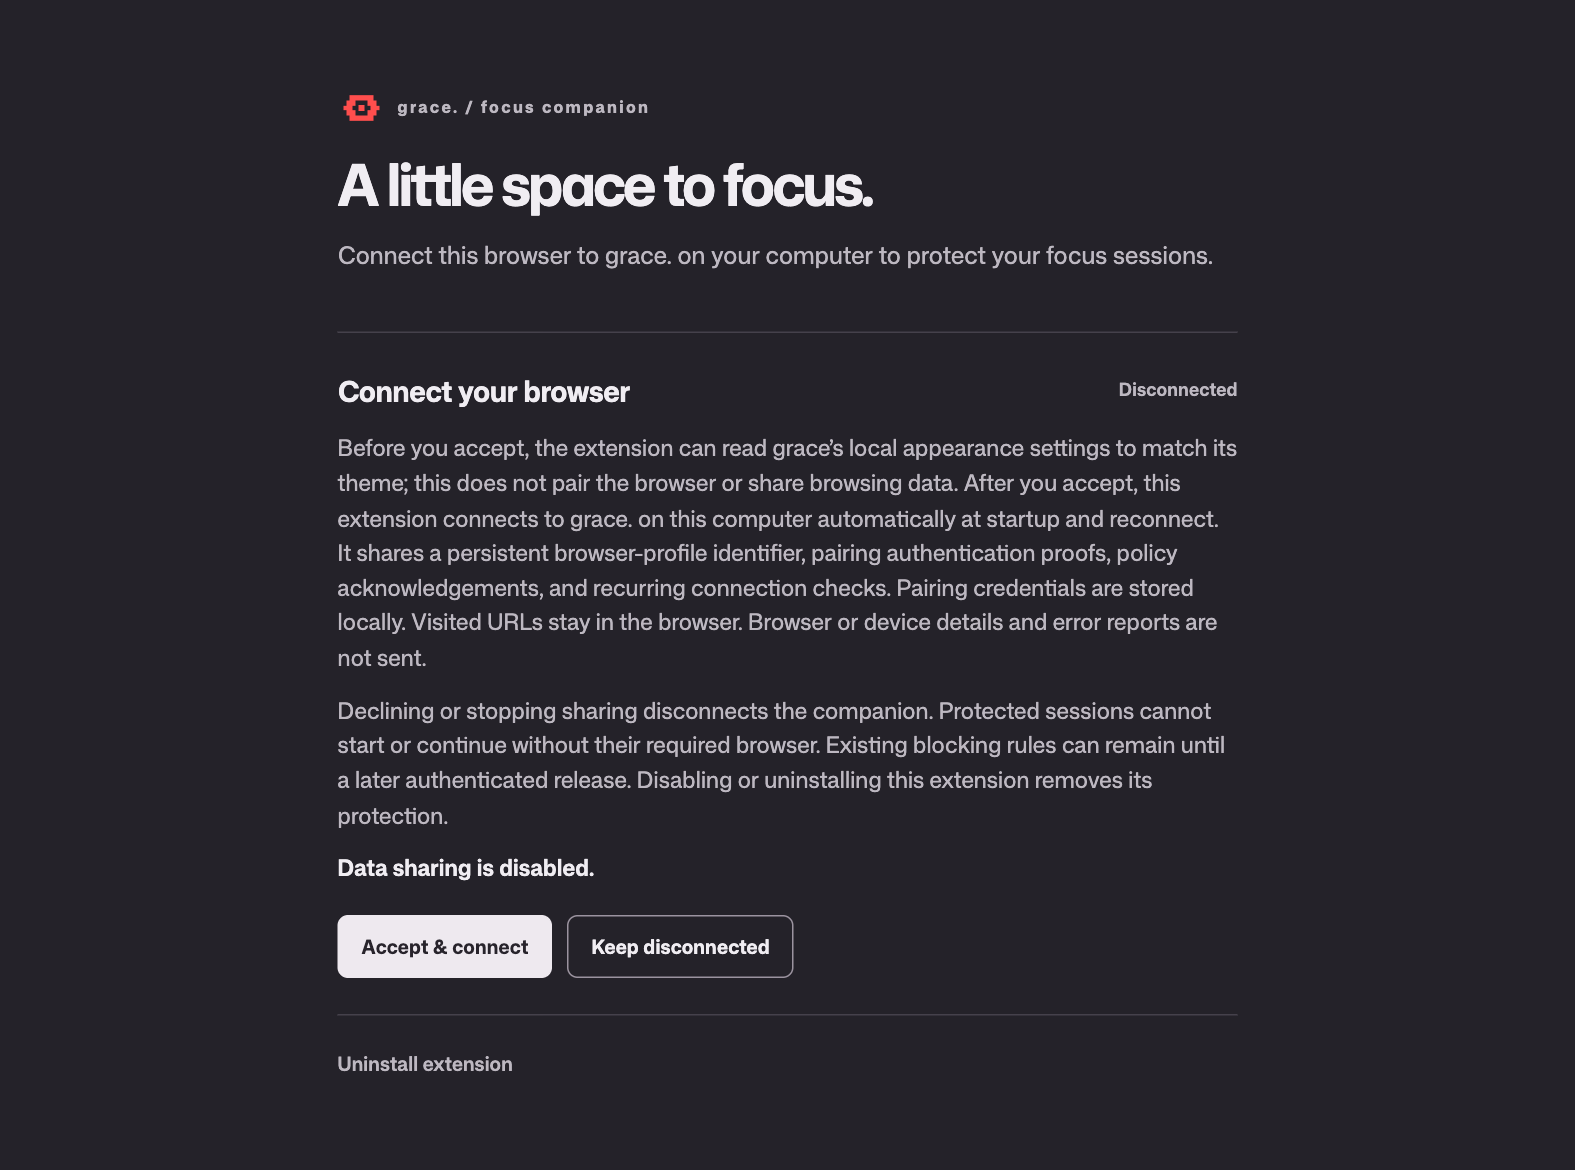 grace. / focus companion
A little space to focus.
Connect this browser to grace. on your computer to protect your focus sessions.
Connect your browser
Disconnected
Before you accept, the extension can read grace’s local appearance settings to match its
theme; this does not pair the browser or share browsing data. After you accept, this
extension connects to grace. on this computer automatically at startup and reconnect.
It shares a persistent browser-profile identifier, pairing authentication proofs, policy
acknowledgements, and recurring connection checks. Pairing credentials are stored
locally. Visited URLs stay in the browser. Browser or device details and error reports are
not sent.
Declining or stopping sharing disconnects the companion. Protected sessions cannot
start or continue without their required browser. Existing blocking rules can remain until
a later authenticated release. Disabling or uninstalling this extension removes its
protection.
Data sharing is disabled.
Accept & connect
Keep disconnected
Uninstall extension